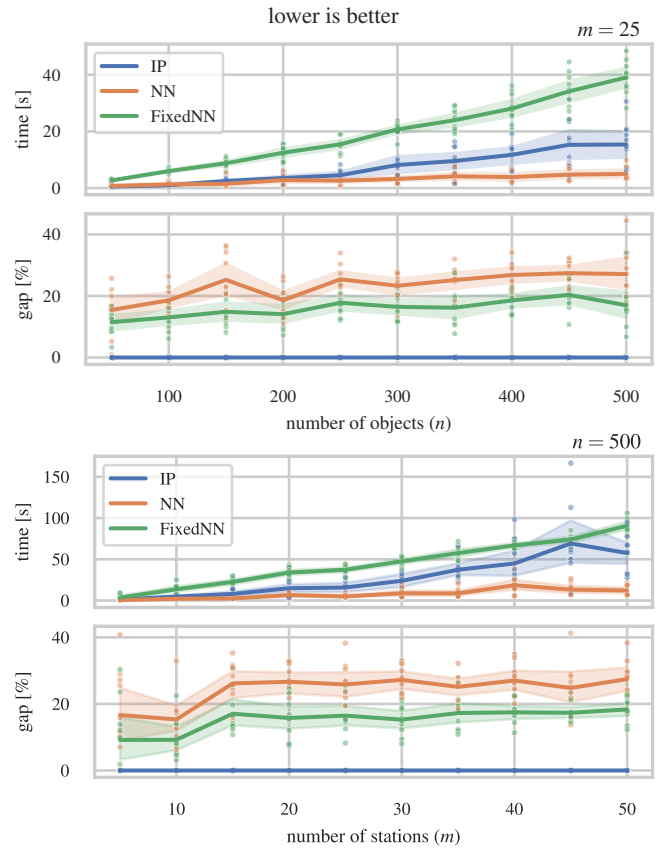 lower is better
m = 25
time [s]
IP
NN
FixedNN
40
20
0
gap [%]
40
20
0
100 200 300 400 500
number of objects (n)
n = 500
time [s]
IP
NN
FixedNN
150
100
50
0
gap [%]
40
20
0
10 20 30 40 50
number of stations (m)